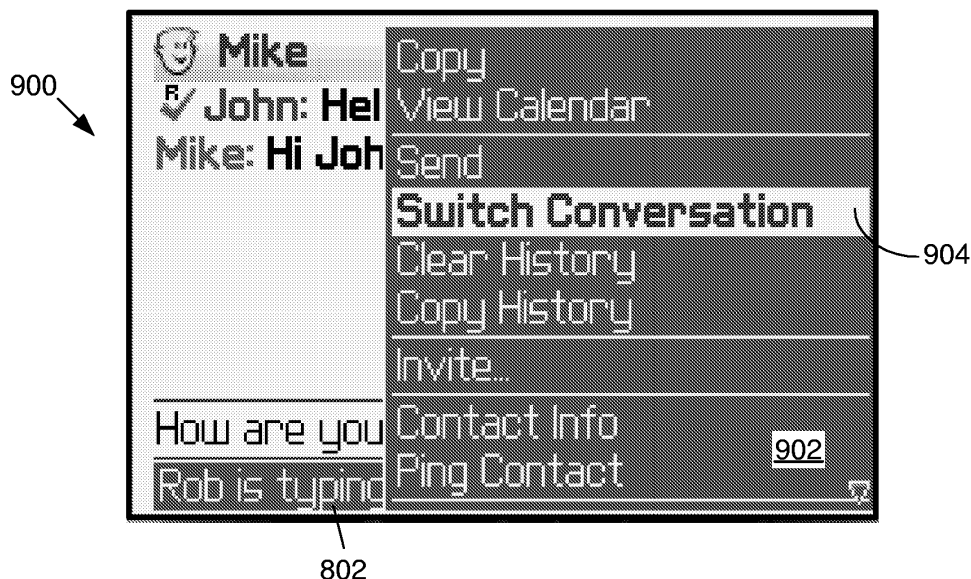 900
Mike
R
John: Hel
Mike: Hi Joh
How are you
Rob is typing
802
Copy
View Calendar
Send
Switch Conversation
904
Clear History
Copy History
Invite...
Contact Info
902
Ping Contact